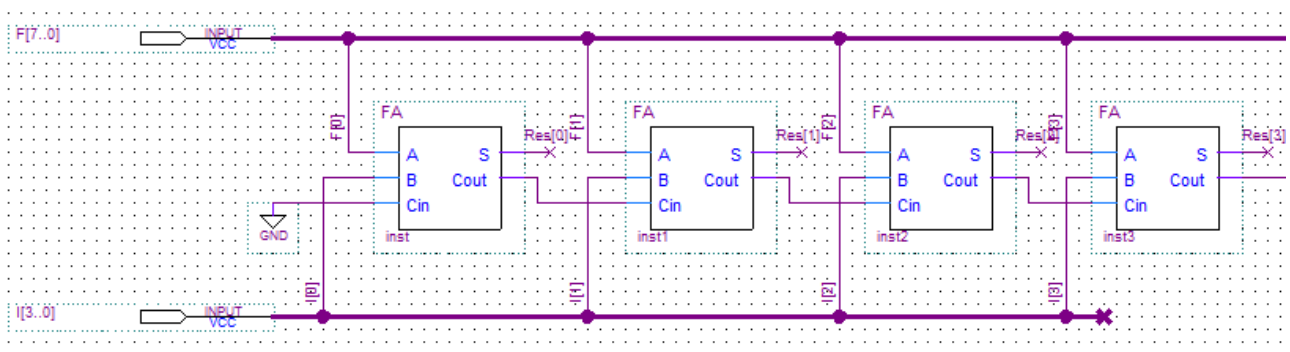 F[7..0]
INPUT
VCC
FA
FA
FA
FA
F[0]
F[1]
F[2]
F[3]
Res[0]
Res[1]
Res[3]
A
S
A
S
A
S
A
S
B
Cout
B
Cout
B
Cout
B
Cout
Cin
Cin
Cin
Cin
GND
inst
inst1
inst2
inst3
I[0]
I[1]
I[2]
I[3]
I[3..0]
INPUT
VCC